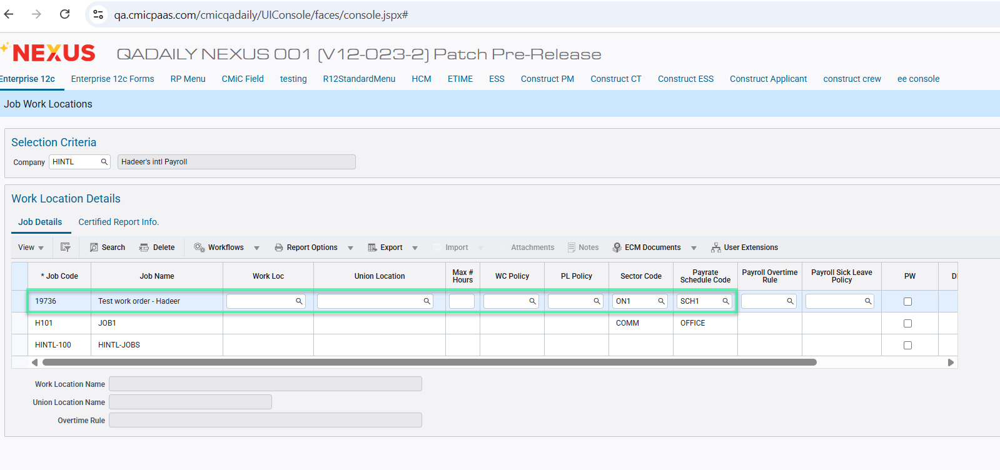 qa.cmicpaas.com/cmicqadaily/UIConsole/faces/console.jspx#
NEXUS QADAILY NEXUS 001 (V12-023-2) Patch Pre-Release
Enterprise 12c Enterprise 12c Forms RP Menu CMiC Field testing R12StandardMenu HCM ETIME ESS Construct PM Construct CT Construct ESS Construct Applicant construct crew ee console
Job Work Locations
Selection Criteria
Company HINTL Hadeer's intl Payroll
Work Location Details
Job Details Certified Report Info.
View Search Delete Workflows Report Options Export Import Attachments Notes ECM Documents User Extensions
* Job Code Job Name Work Loc Union Location Max # Hours WC Policy PL Policy Sector Code Payrate Schedule Code Payroll Overtime Rule Payroll Sick Leave Policy PW
19736 Test work order - Hadeer ON1 SCH1
H101 JOB1 COMM OFFICE
HINTL-100 HINTL-JOBS
Work Location Name
Union Location Name
Overtime Rule